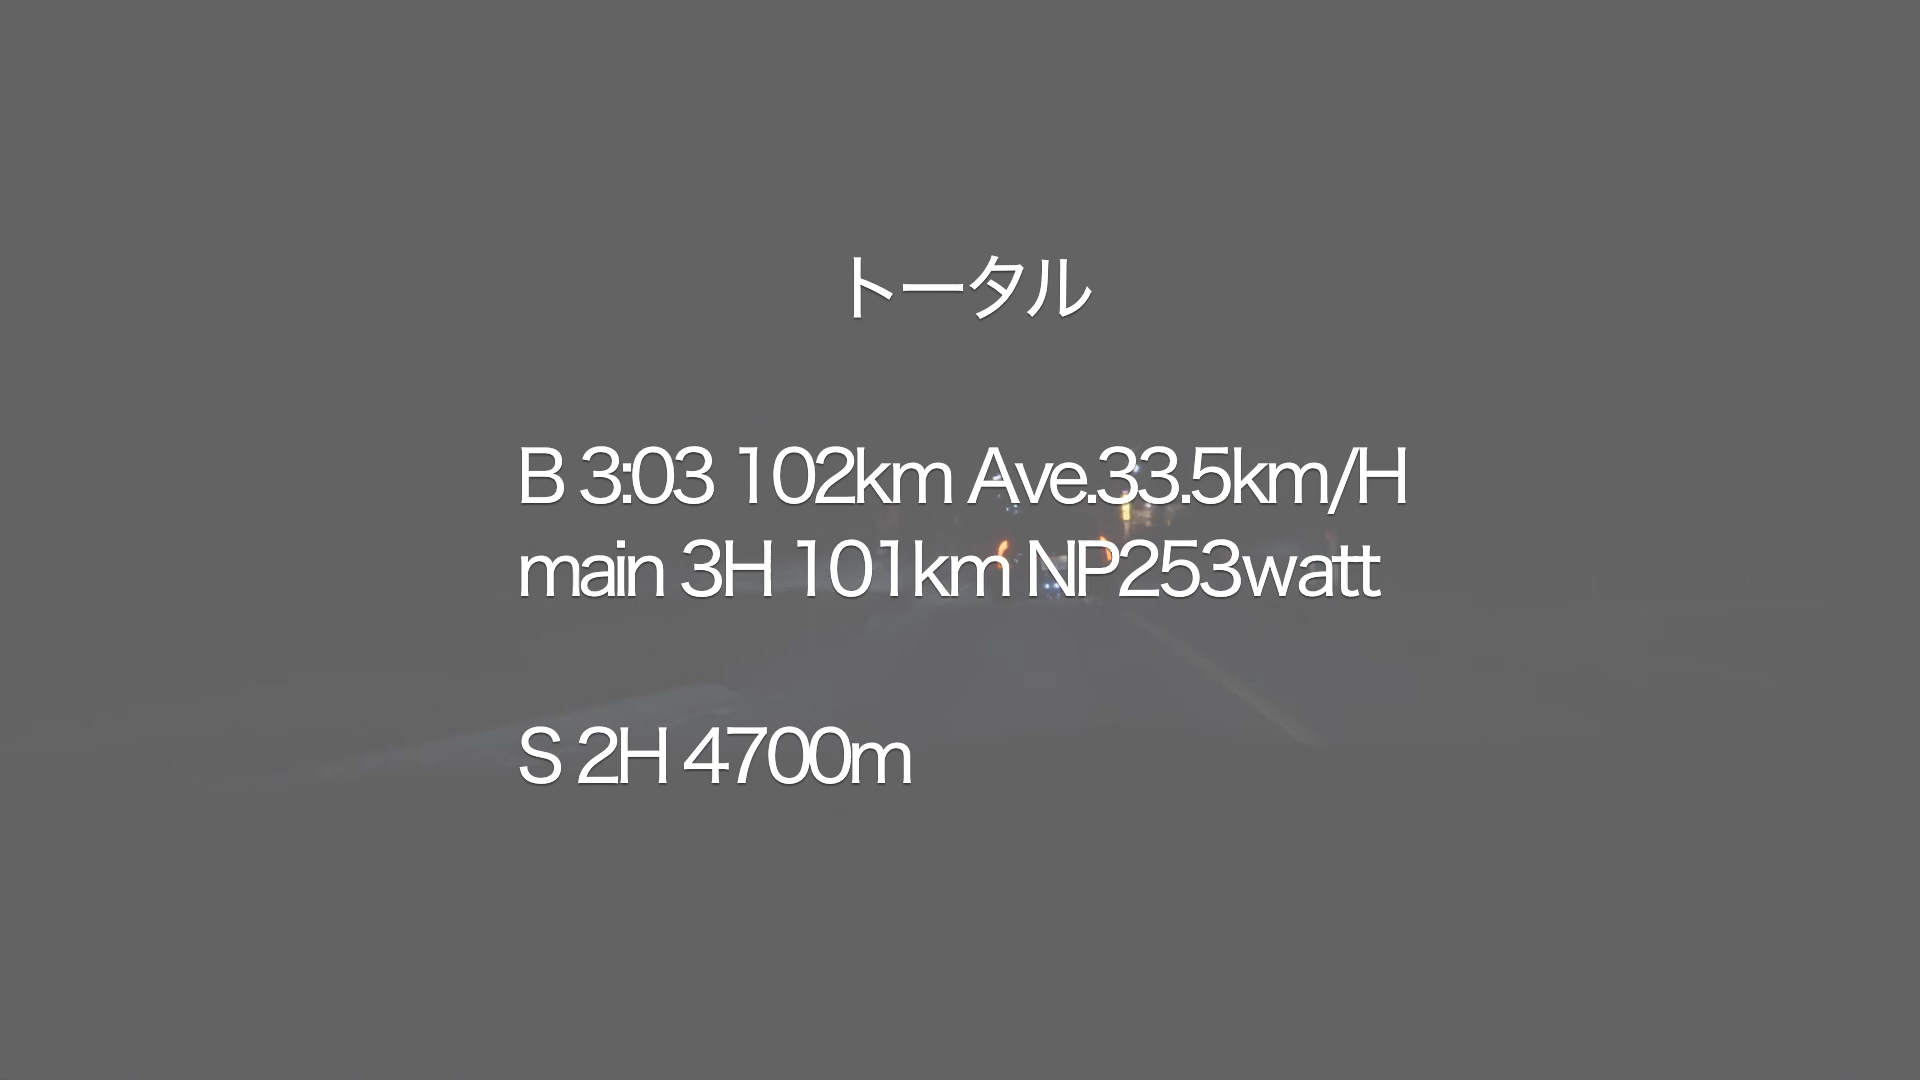 トータル
B 3:03 102km Ave.33.5km/H
main 3H 101km NP253watt
S 2H 4700m